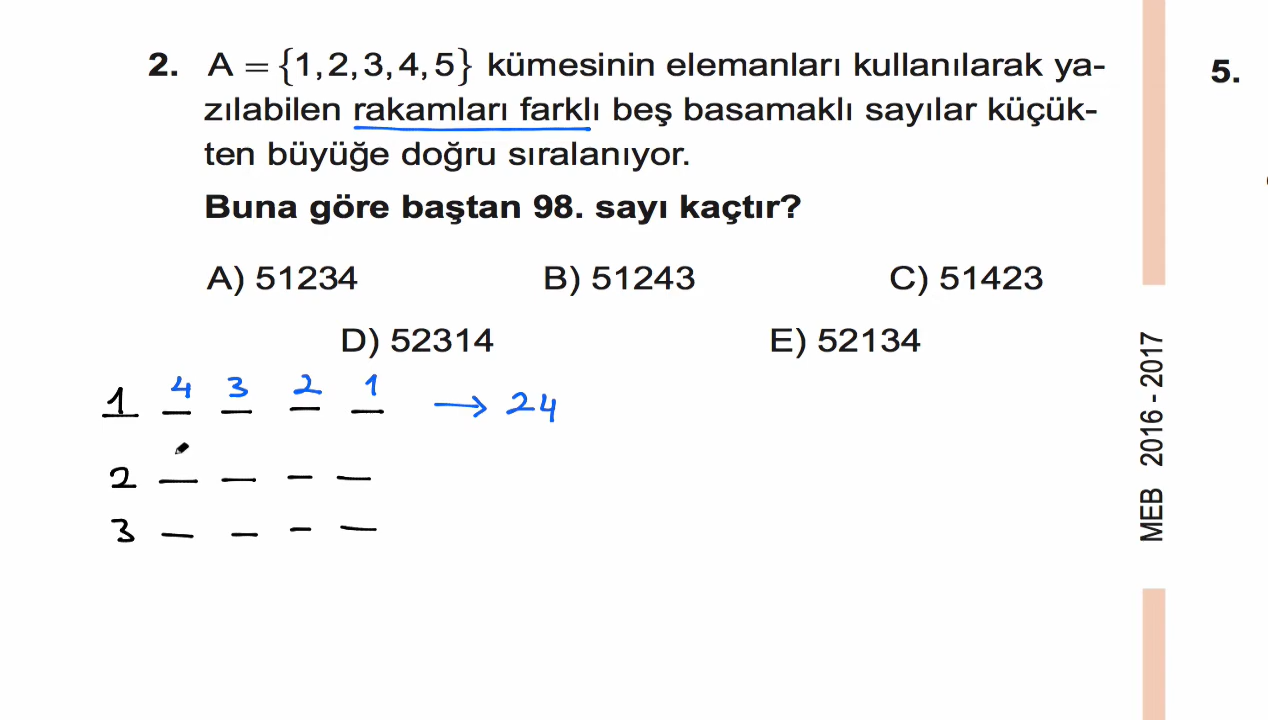 2. A = {1,2,3,4,5} kümesinin elemanları kullanılarak ya-
zılabilen rakamları farklı beş basamaklı sayılar küçük-
ten büyüğe doğru sıralanıyor.
Buna göre baştan 98. sayı kaçtır?
A) 51234 B) 51243 C) 51423
D) 52314 E) 52134
4 3 2 1
1 _ _ _ _ → 24
2 _ _ _ _
3 _ _ _ _
5.
MEB 2016 - 2017